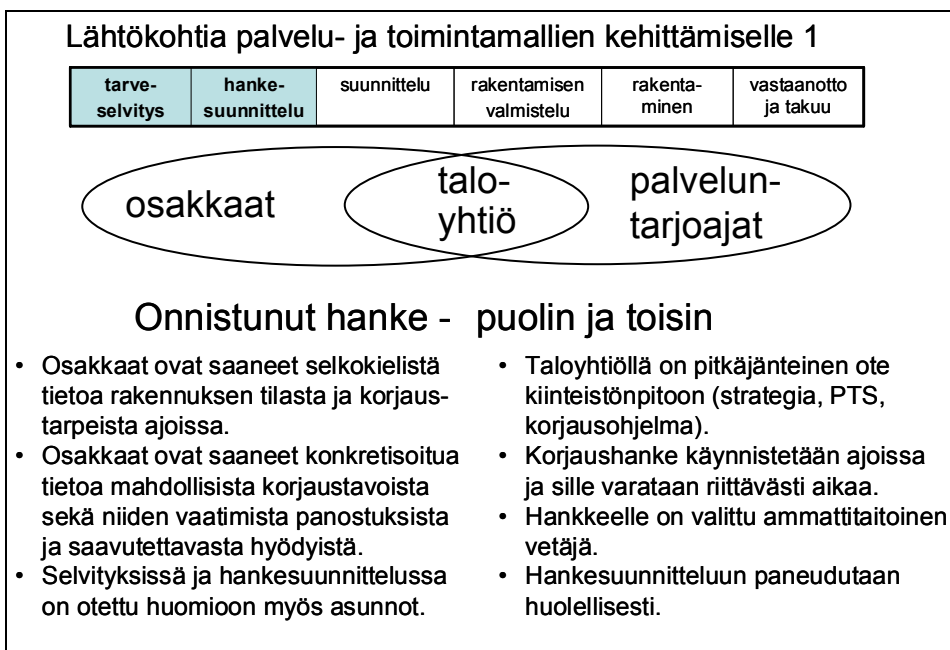 Lähtökohtia palvelu- ja toimintamallien kehittämiselle 1
tarve-
selvitys
hanke-
suunnittelu
suunnittelu
rakentamisen
valmistelu
rakenta-
minen
vastaanotto
ja takuu
osakkaat
talo-
yhtiö
palvelun-
tarjoajat
Onnistunut hanke - puolin ja toisin
• Osakkaat ovat saaneet selkokielistä
tietoa rakennuksen tilasta ja korjaus-
tarpeista ajoissa.
• Osakkaat ovat saaneet konkretisoitua
tietoa mahdollisista korjaustavoista
sekä niiden vaatimista panostuksista
ja saavutettavasta hyödyistä.
• Selvityksissä ja hankesuunnittelussa
on otettu huomioon myös asunnot.
• Taloyhtiöllä on pitkäjänteinen ote
kiinteistönpitoon (strategia, PTS,
korjausohjelma).
• Korjaushanke käynnistetään ajoissa
ja sille varataan riittävästi aikaa.
• Hankkeelle on valittu ammattitaitoinen
vetäjä.
• Hankesuunnitteluun paneudutaan
huolellisesti.